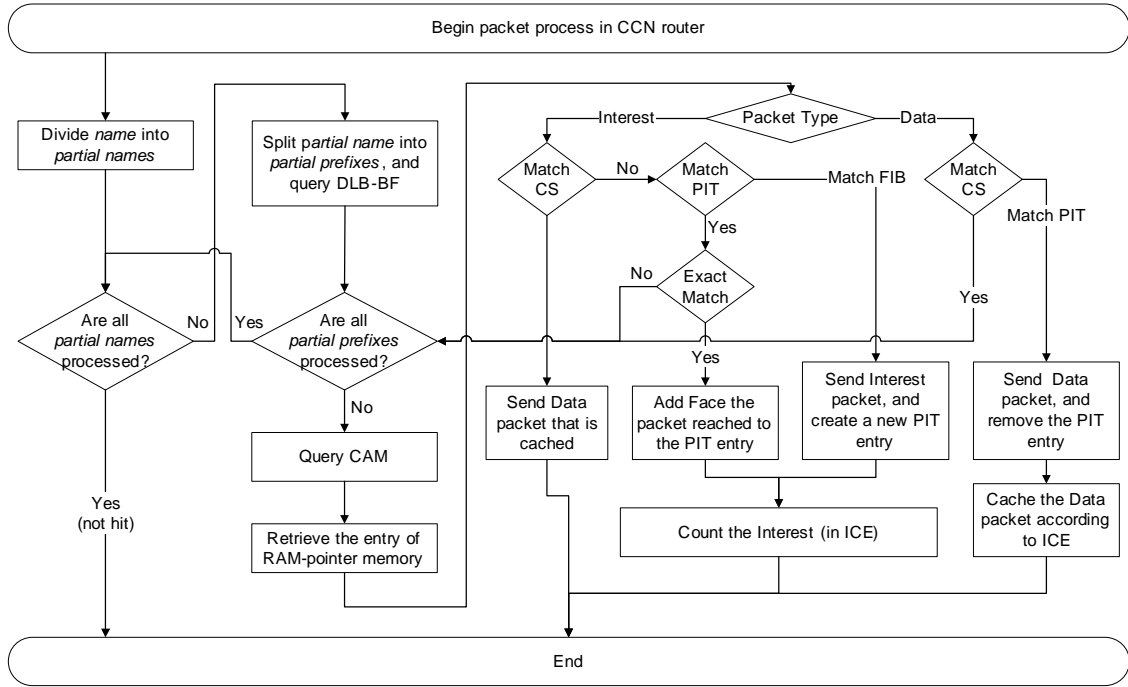 Begin packet process in CCN router
Divide name into
partial names
Split partial name into
partial prefixes, and
query DLB-BF
Packet Type
Interest
Data
Match
CS
No
Match
PIT
Match FIB
Match
CS
Match PIT
Yes
No
Exact
Match
Yes
Are all
partial names
processed?
No
Yes
Are all
partial prefixes
processed?
Yes
No
Send Data
packet that is
cached
Add Face the
packet reached to
the PIT entry
Send Interest
packet, and
create a new PIT
entry
Send Data
packet, and
remove the PIT
entry
Query CAM
Yes
(not hit)
Retrieve the entry of
RAM-pointer memory
Count the Interest (in ICE)
Cache the Data
packet according
to ICE
End